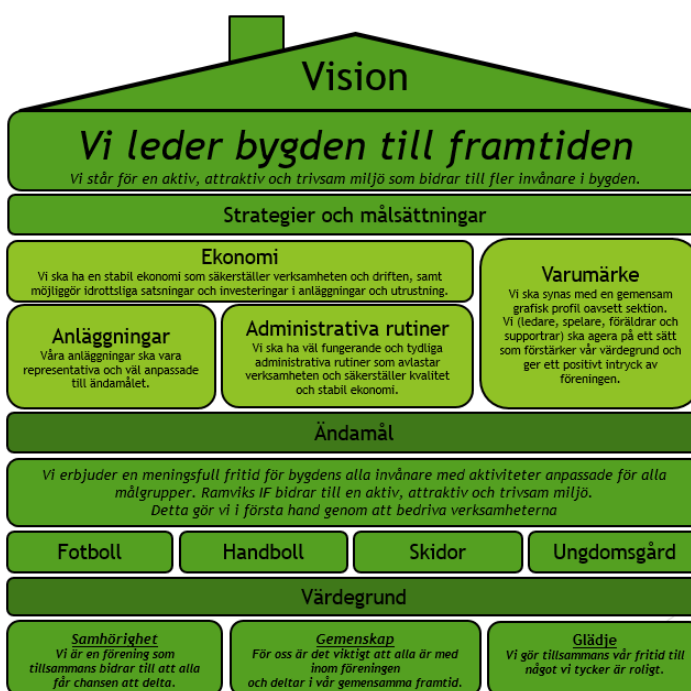 Vision
Vi leder bygden till framtiden
Vi står för en aktiv, attraktiv och trivsam miljö som bidrar till fler invånare i bygden.
Strategier och målsättningar
Ekonomi
Vi ska ha en stabil ekonomi som säkerställer verksamheten och driften, samt
möjliggör idrottsliga satsningar och investeringar i anläggningar och utrustning.
Varumärke
Vi ska synas med en gemensam
grafisk profil oavsett sektion.
Vi (ledare, spelare, föräldrar och
supportrar) ska agera på ett sätt
som förstärker vår värdegrund och
ger ett positivt intryck av
föreningen.
Anläggningar
Våra anläggningar ska vara
representativa och väl anpassade
till ändamålet.
Administrativa rutiner
Vi ska ha väl fungerande och tydliga
administrativa rutiner som avlastar
verksamheten och säkerställer kvalitet
och stabil ekonomi.
Ändamål
Vi erbjuder en meningsfull fritid för bygdens alla invånare med aktiviteter anpassade för alla
målgrupper. Ramviks IF bidrar till en aktiv, attraktiv och trivsam miljö.
Detta gör vi i första hand genom att bedriva verksamheterna
Fotboll
Handboll
Skidor
Ungdomsgård
Värdegrund
Samhörighet
Vi är en förening som
tillsammans bidrar till att alla
får chansen att delta.
Gemenskap
För oss är det viktigt att alla är med
inom föreningen
och deltar i vår gemensamma framtid.
Glädje
Vi gör tillsammans vår fritid till
något vi tycker är roligt.